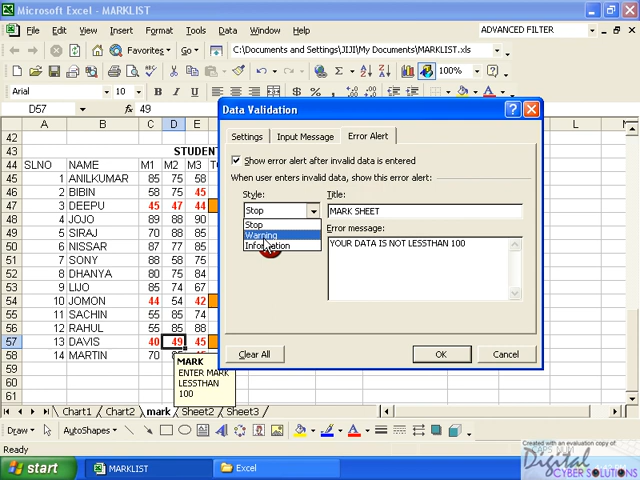 Microsoft Excel - MARKLIST
File Edit View Insert Format Tools Data Window Help ADVANCED FILTER
Favorites Go C:\Documents and Settings\JIJI\My Documents\MARKLIST.xls
100%
Arial 10 B
D57 49
A B C D E L M
42
43 STUDENT
44 SLNO NAME M1 M2 M3
45 1 ANILKUMAR 85 75 58
46 2 BIBIN 58 75 45
47 3 DEEPU 45 47 44
48 4 JOJO 89 88 90
49 5 SIRAJ 70 88 85
50 6 NISSAR 87 77 85
51 7 SONY 88 58 75
52 8 DHANYA 80 75 84
53 9 LIJO 85 74 67
54 10 JOMON 44 54 42
55 11 SACHIN 55 85 74
56 12 RAHUL 55 85 88
57 13 DAVIS 40 49 45
58 14 MARTIN 70
59
60
61
MARK
ENTER MARK
LESSTHAN
100
Data Validation
Settings Input Message Error Alert
Show error alert after invalid data is entered
When user enters invalid data, show this error alert:
Style: Title:
Stop MARK SHEET
Stop
Warning
Information
Error message:
YOUR DATA IS NOT LESSTHAN 100
Clear All OK Cancel
Chart1 Chart2 mark Sheet2 Sheet3
Draw AutoShapes
Ready
start MARKLIST Excel
Created with an evaluation copy of
Digital
CYBER SOLUTIONS